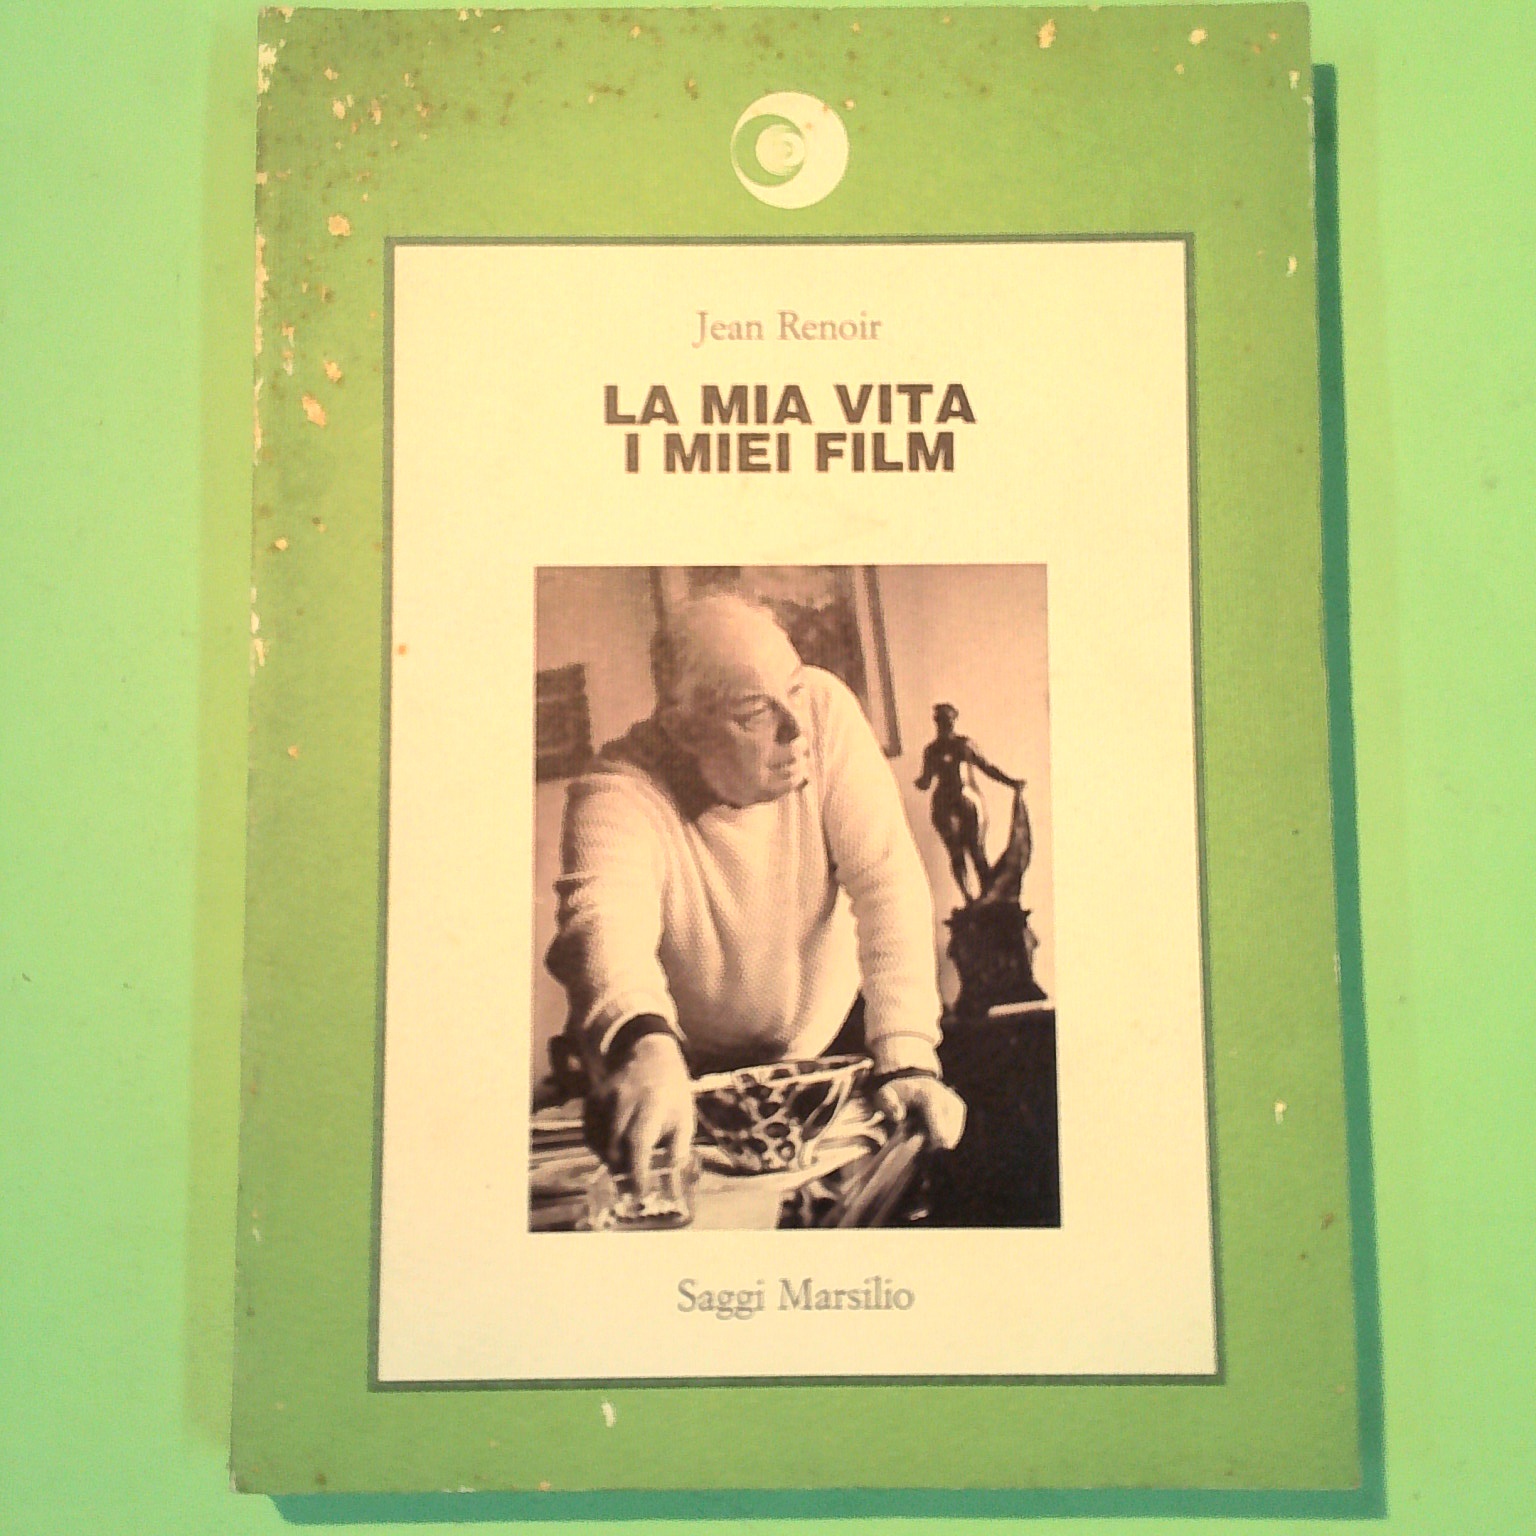 Jean Renoir
LA MIA VITA
I MIEI FILM
Saggi Marsilio